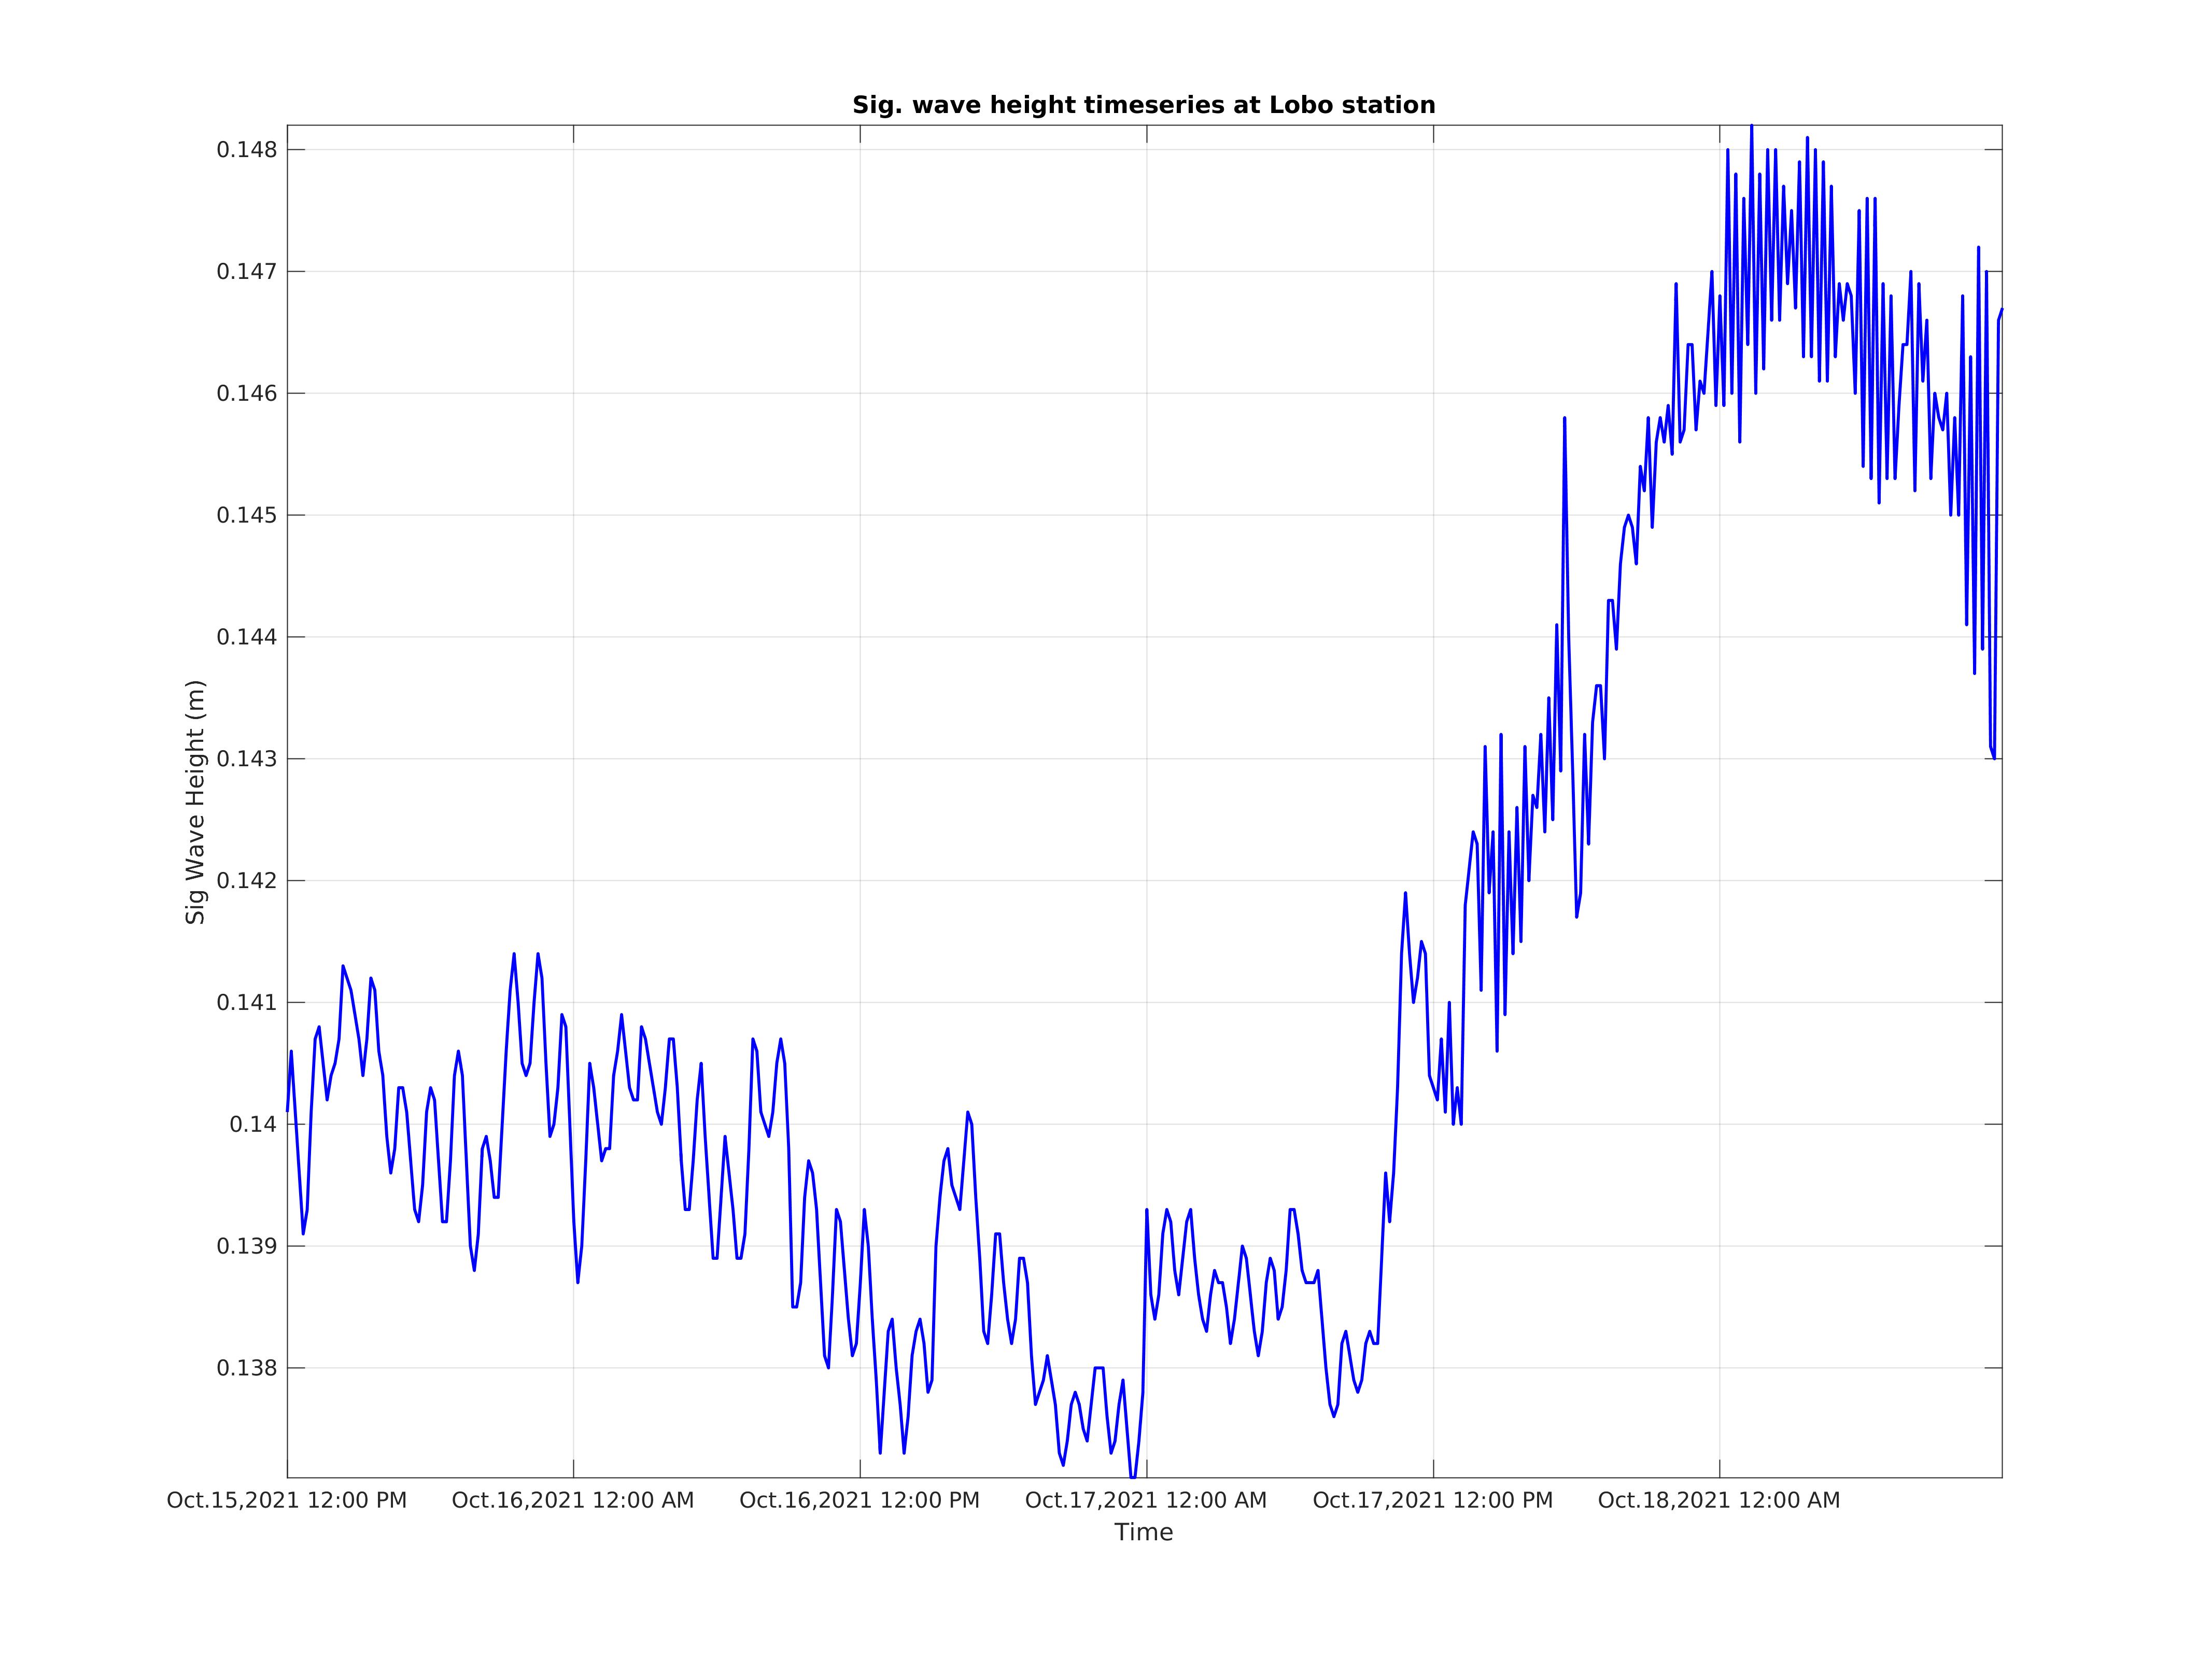 Sig. wave height timeseries at Lobo station
0.148
0.147
0.146
0.145
0.144
0.143
0.142
0.141
0.14
0.139
0.138
Sig Wave Height (m)
Oct.15,2021 12:00 PM
Oct.16,2021 12:00 AM
Oct.16,2021 12:00 PM
Oct.17,2021 12:00 AM
Oct.17,2021 12:00 PM
Oct.18,2021 12:00 AM
Time